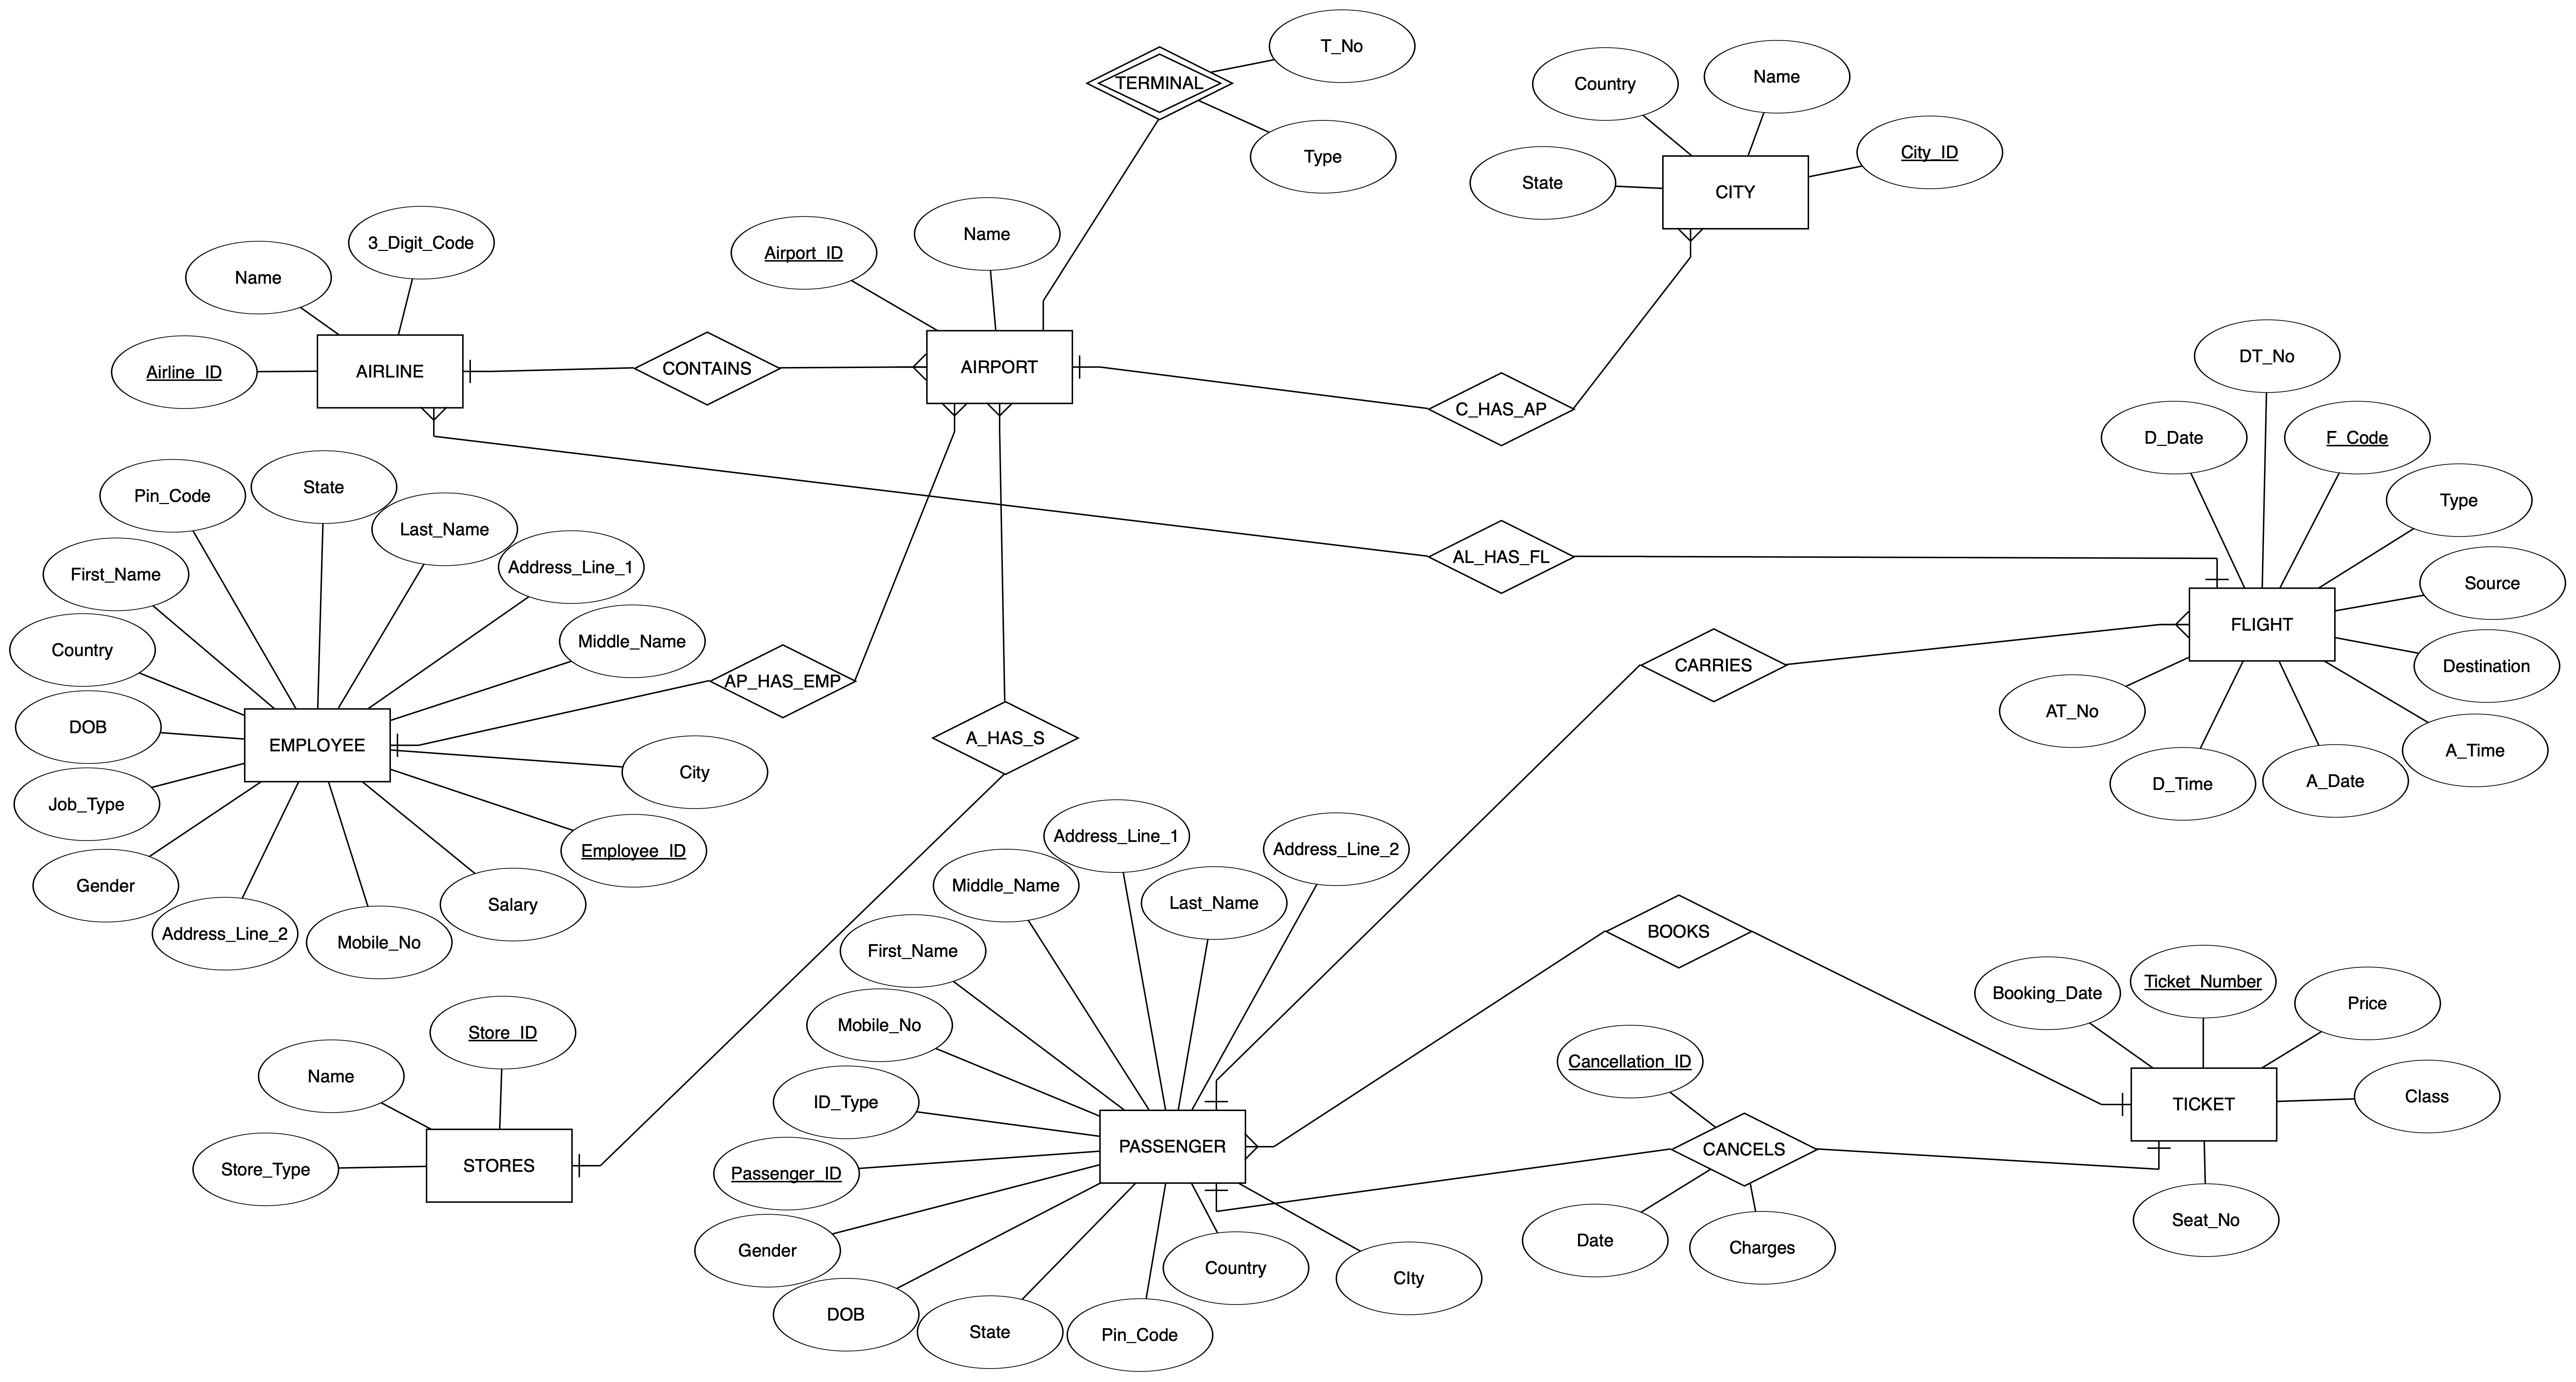 T_No
TERMINAL
Type
Country
Name
City_ID
State
CITY
3_Digit_Code
Name
Airline_ID
AIRLINE
CONTAINS
Airport_ID
Name
AIRPORT
C_HAS_AP
DT_No
D_Date
F_Code
Type
Source
Destination
A_Time
A_Date
D_Time
AT_No
FLIGHT
AL_HAS_FL
CARRIES
Pin_Code
State
Last_Name
Address_Line_1
First_Name
Middle_Name
Country
DOB
EMPLOYEE
City
Job_Type
Employee_ID
Gender
Salary
Address_Line_2
Mobile_No
AP_HAS_EMP
A_HAS_S
Store_ID
Name
Store_Type
STORES
Address_Line_1
Address_Line_2
Middle_Name
Last_Name
First_Name
Mobile_No
ID_Type
Passenger_ID
PASSENGER
Gender
DOB
State
Pin_Code
Country
CIty
BOOKS
Cancellation_ID
CANCELS
Date
Charges
Booking_Date
Ticket_Number
Price
Class
TICKET
Seat_No